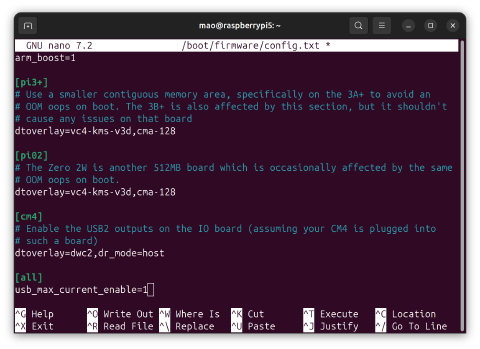 mao@raspberrypi5: ~
GNU nano 7.2 /boot/firmware/config.txt *
arm_boost=1
[pi3+]
# Use a smaller contiguous memory area, specifically on the 3A+ to avoid an
# OOM oops on boot. The 3B+ is also affected by this section, but it shouldn't
# cause any issues on that board
dtoverlay=vc4-kms-v3d,cma-128
[pi02]
# The Zero 2W is another 512MB board which is occasionally affected by the same
# OOM oops on boot.
dtoverlay=vc4-kms-v3d,cma-128
[cm4]
# Enable the USB2 outputs on the IO board (assuming your CM4 is plugged into
# such a board)
dtoverlay=dwc2,dr_mode=host
[all]
usb_max_current_enable=1
^G Help ^O Write Out ^W Where Is ^K Cut ^T Execute ^C Location
^X Exit ^R Read File ^\ Replace ^U Paste ^J Justify ^/ Go To Line